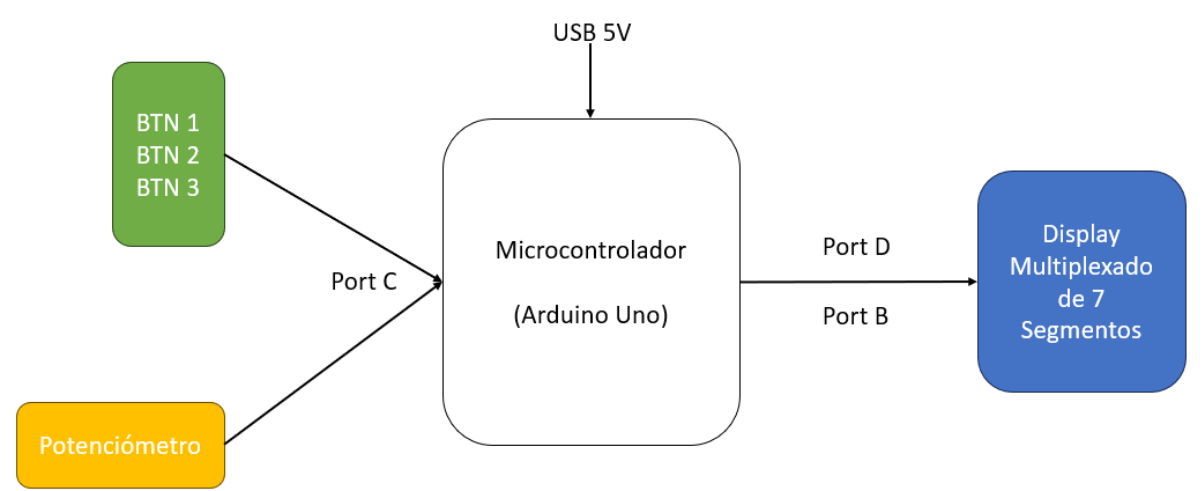 USB 5V
BTN 1
BTN 2
BTN 3
Port C
Potenciómetro
Microcontrolador
(Arduino Uno)
Port D
Port B
Display
Multiplexado
de 7
Segmentos